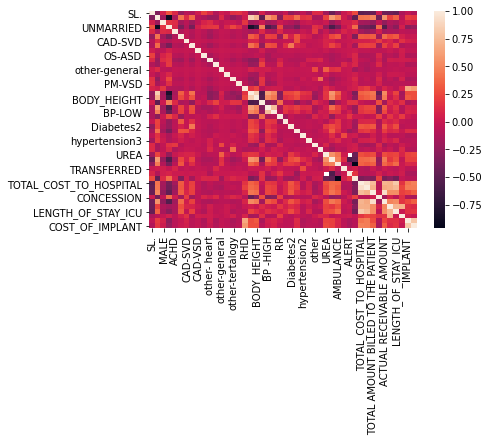 SL.
UNMARRIED
CAD-SVD
OS-ASD
other-general
PM-VSD
BODY_HEIGHT
BP-LOW
Diabetes2
hypertension3
UREA
TRANSFERRED
TOTAL_COST_TO_HOSPITAL
CONCESSION
LENGTH_OF_STAY_ICU
COST_OF_IMPLANT
SL.
MALE
ACHD
CAD-SVD
CAD-VSD
other- heart
other-general
other-tertalogy
RHD
BODY_HEIGHT
BP -HIGH
RR
Diabetes2
hypertension2
other
UREA
AMBULANCE
ALERT
TOTAL_COST_TO_HOSPITAL
TOTAL AMOUNT BILLED TO THE PATIENT
ACTUAL RECEIVABLE AMOUNT
LENGTH_OF_STAY_ICU
IMPLANT
1.00
0.75
0.50
0.25
0.00
-0.25
-0.50
-0.75